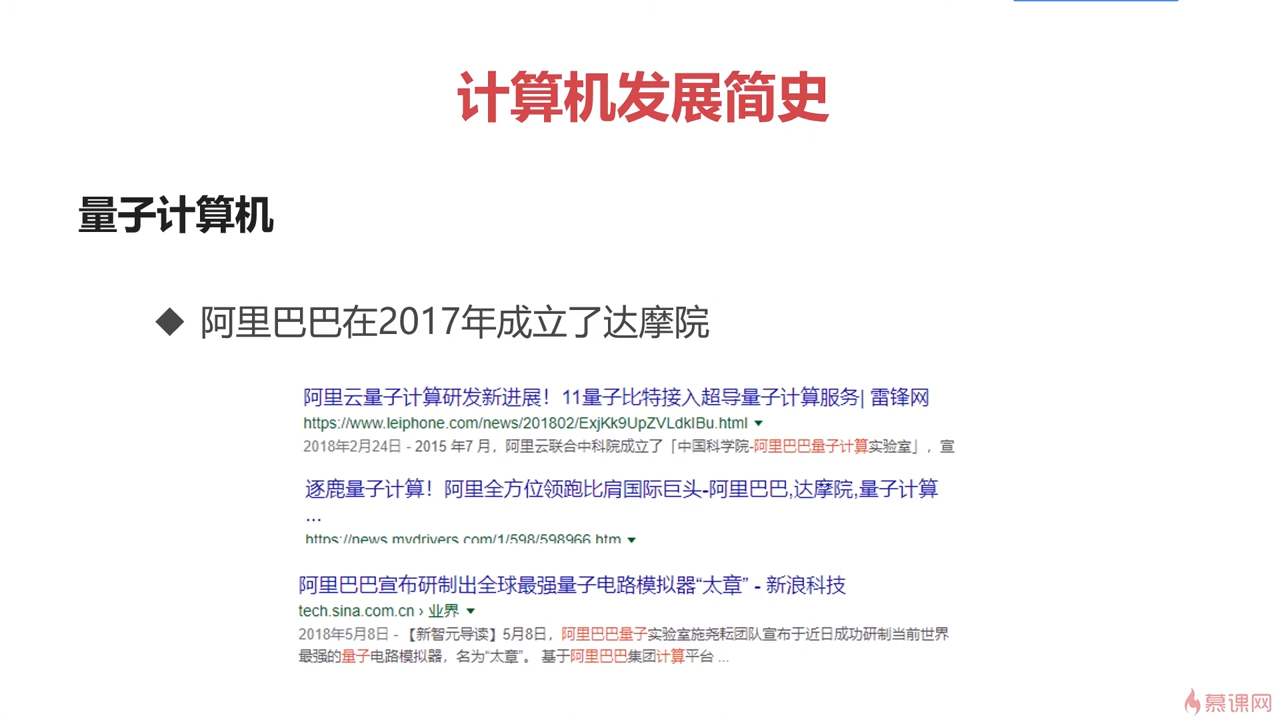 计算机发展简史
量子计算机
◆ 阿里巴巴在2017年成立了达摩院
阿里云量子计算研发新进展！11量子比特接入超导量子计算服务| 雷锋网
https://www.leiphone.com/news/201802/ExjKk9UpZVLdkIBu.html
2018年2月24日 - 2015 年7 月，阿里云联合中科院成立了「中国科学院-阿里巴巴量子计算实验室」，宣
逐鹿量子计算！阿里全方位领跑比肩国际巨头-阿里巴巴,达摩院,量子计算
...
https://news.mydrivers.com/1/598/598966.htm
阿里巴巴宣布研制出全球最强量子电路模拟器“太章” - 新浪科技
tech.sina.com.cn › 业界
2018年5月8日 - 【新智元导读】5月8日，阿里巴巴量子实验室施尧耘团队宣布于近日成功研制当前世界
最强的量子电路模拟器，名为“太章”。 基于阿里巴巴集团计算平台 ...
慕课网